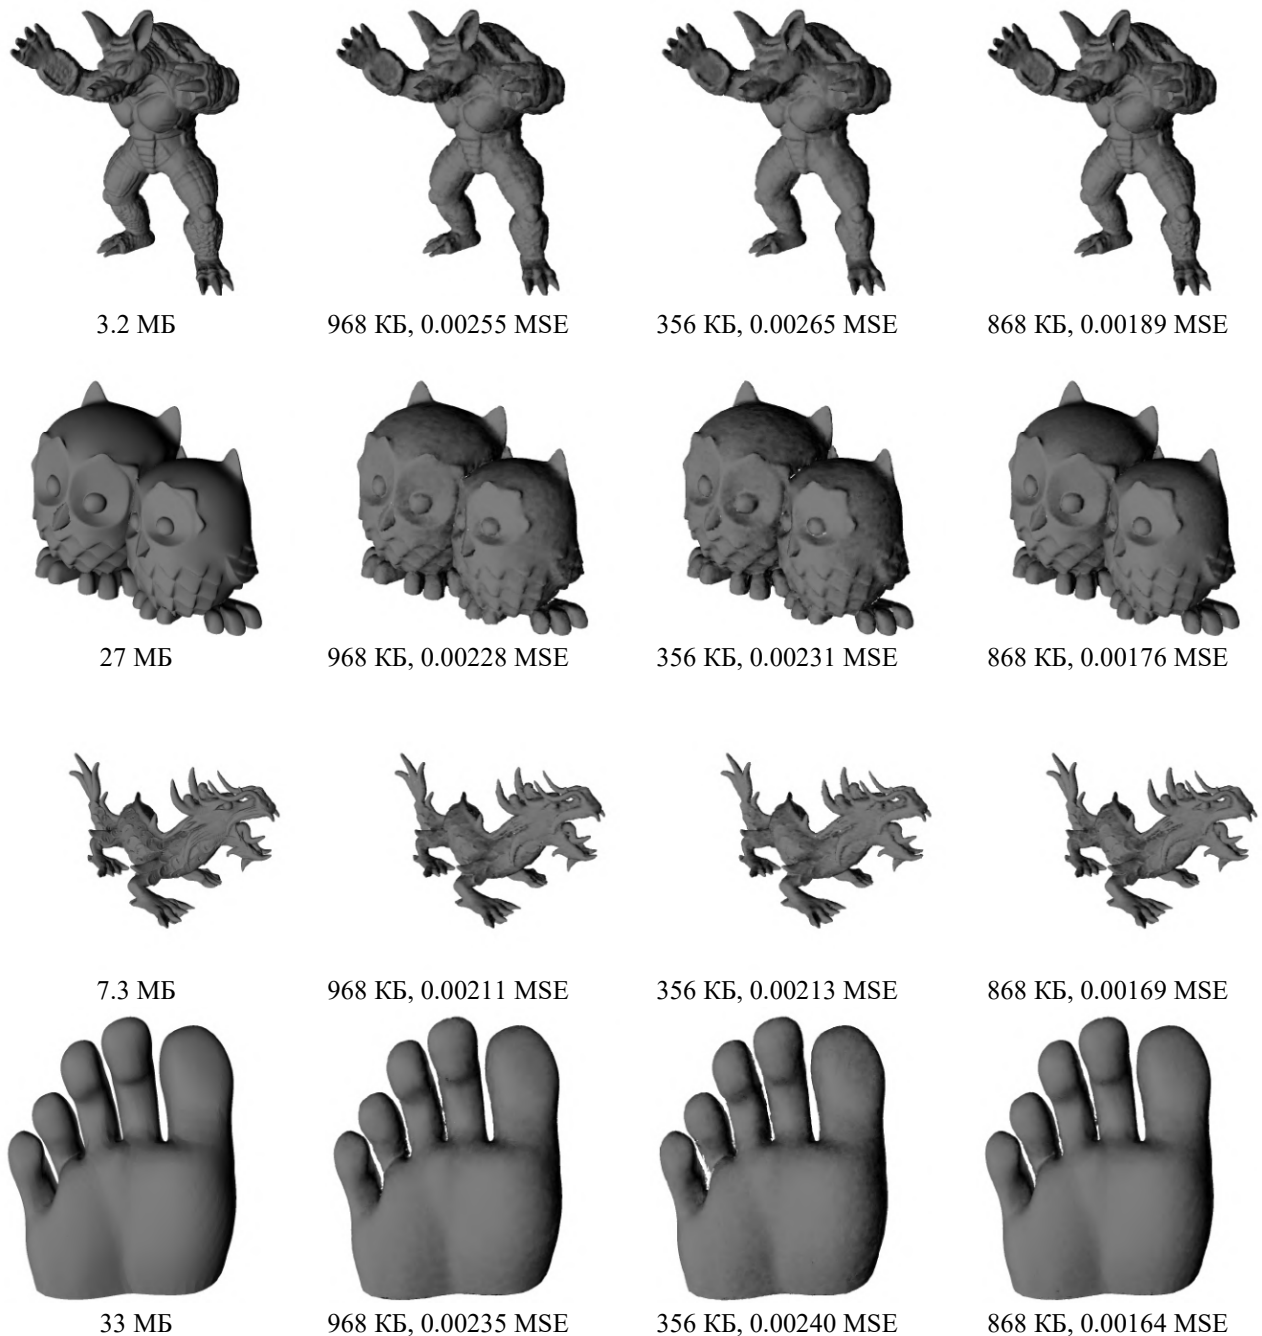 3.2 МБ 968 КБ, 0.00255 MSE 356 КБ, 0.00265 MSE 868 КБ, 0.00189 MSE
27 МБ 968 КБ, 0.00228 MSE 356 КБ, 0.00231 MSE 868 КБ, 0.00176 MSE
7.3 МБ 968 КБ, 0.00211 MSE 356 КБ, 0.00213 MSE 868 КБ, 0.00169 MSE
33 МБ 968 КБ, 0.00235 MSE 356 КБ, 0.00240 MSE 868 КБ, 0.00164 MSE